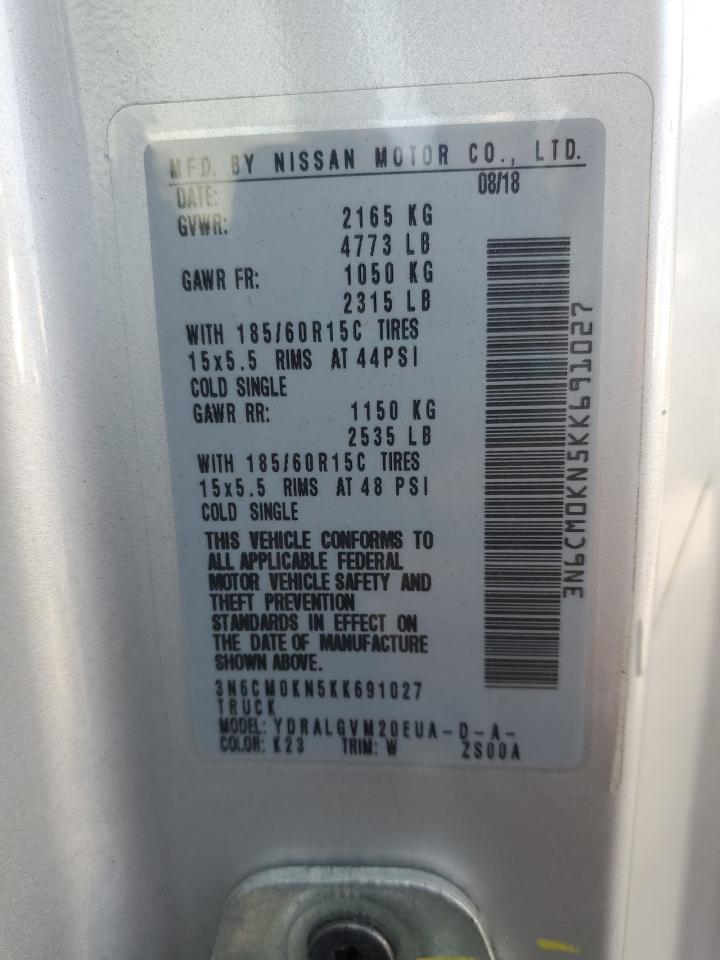 MFD. BY NISSAN MOTOR CO., LTD.
DATE: 08/18
GVWR: 2165 KG
4773 LB
GAWR FR: 1050 KG
2315 LB
WITH 185/60R15C TIRES
15x5.5 RIMS AT 44PSI
COLD SINGLE
GAWR RR: 1150 KG
2535 LB
WITH 185/60R15C TIRES
15x5.5 RIMS AT 48 PSI
COLD SINGLE
THIS VEHICLE CONFORMS TO
ALL APPLICABLE FEDERAL
MOTOR VEHICLE SAFETY AND
THEFT PREVENTION
STANDARDS IN EFFECT ON
THE DATE OF MANUFACTURE
SHOWN ABOVE.
3N6CM0KN5KK691027
TRUCK
MODEL: YDRALGVM20EUA-D-A-
COLOR: K23 TRIM: W ZS00A
3N6CM0KN5KK691027